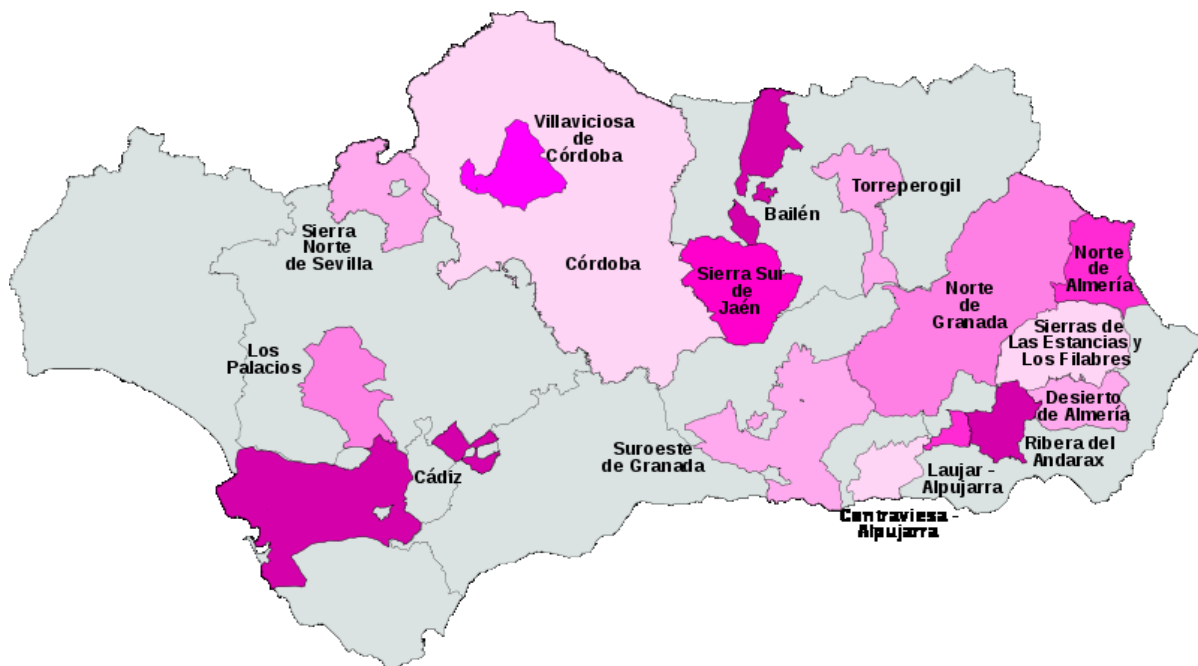 Villaviciosa
de
Córdoba
Torreperogil
Bailén
Sierra
Norte
de Sevilla
Córdoba
Sierra Sur
de
Jaén
Norte
de
Granada
Norte
de
Almería
Sierras de
Las Estancias y
Los Filabres
Los
Palacios
Desierto
de Almería
Suroeste
de Granada
Cádiz
Ribera del
Andarax
Laujar -
Alpujarra
Contraviesa -
Alpujarra